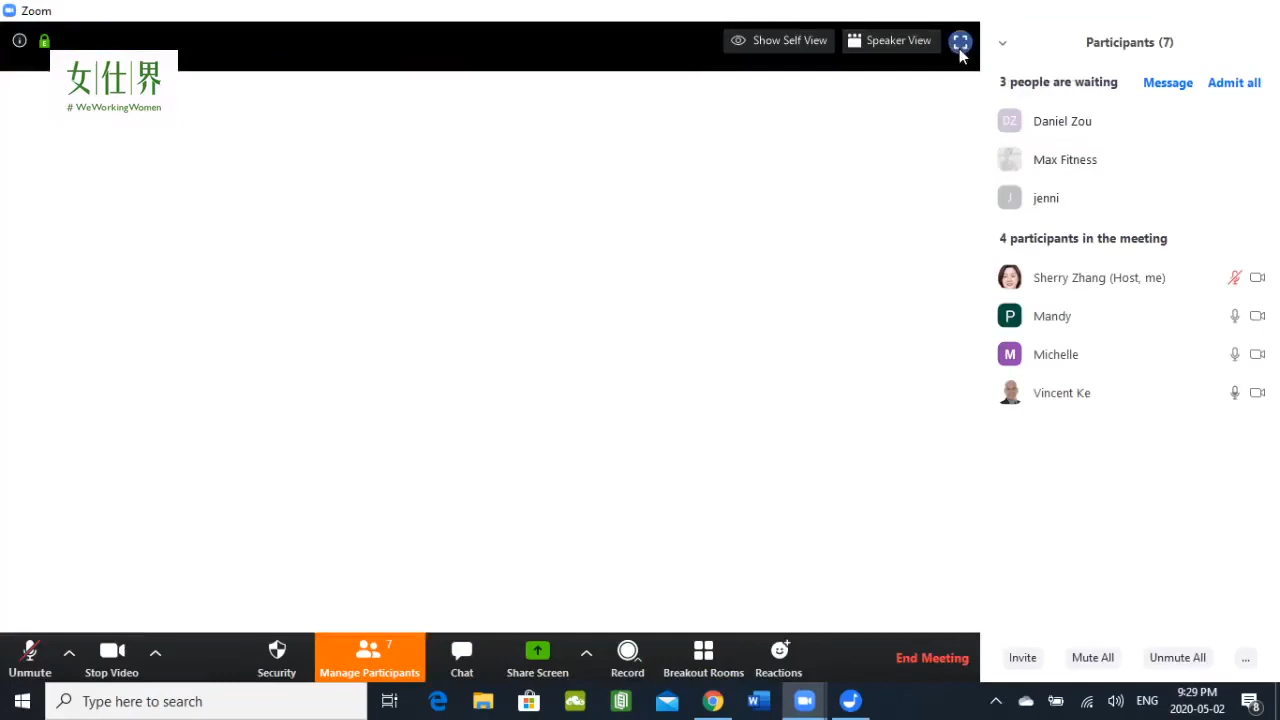 Zoom
Show Self View
Speaker View
Participants (7)
女|仕|界
# WeWorkingWomen
3 people are waiting
Message
Admit all
DZ
Daniel Zou
Max Fitness
J
jenni
4 participants in the meeting
Sherry Zhang (Host, me)
P
Mandy
M
Michelle
Vincent Ke
Unmute
Stop Video
Security
7
Manage Participants
Chat
Share Screen
Record
Breakout Rooms
Reactions
End Meeting
Invite
Mute All
Unmute All
...
Type here to search
ENG
9:29 PM
2020-05-02
8